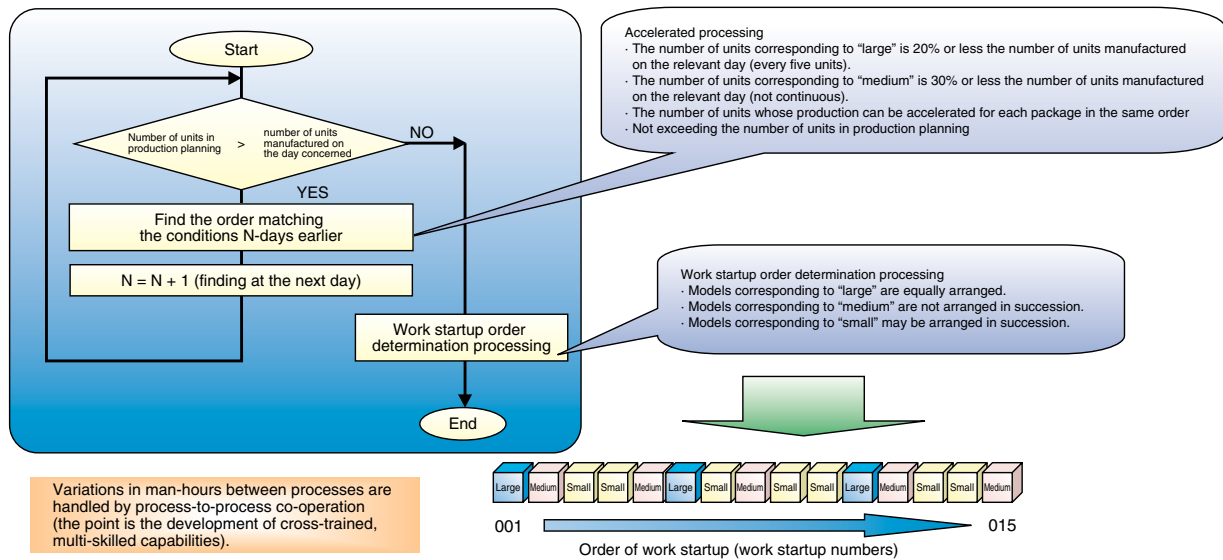 Start
Number of units in
production planning
>
number of units
manufactured on
the day concerned
NO
YES
Find the order matching
the conditions N-days earlier
N = N + 1 (finding at the next day)
Work startup order
determination processing
End
Accelerated processing
· The number of units corresponding to “large” is 20% or less the number of units manufactured
on the relevant day (every five units).
· The number of units corresponding to “medium” is 30% or less the number of units manufactured
on the relevant day (not continuous).
· The number of units whose production can be accelerated for each package in the same order
· Not exceeding the number of units in production planning
Work startup order determination processing
· Models corresponding to “large” are equally arranged.
· Models corresponding to “medium” are not arranged in succession.
· Models corresponding to “small” may be arranged in succession.
Variations in man-hours between processes are
handled by process-to-process co-operation
(the point is the development of cross-trained,
multi-skilled capabilities).
Large Medium Small Small Medium Large Small Medium Small Small Large Medium Small Small Medium
001 015
Order of work startup (work startup numbers)